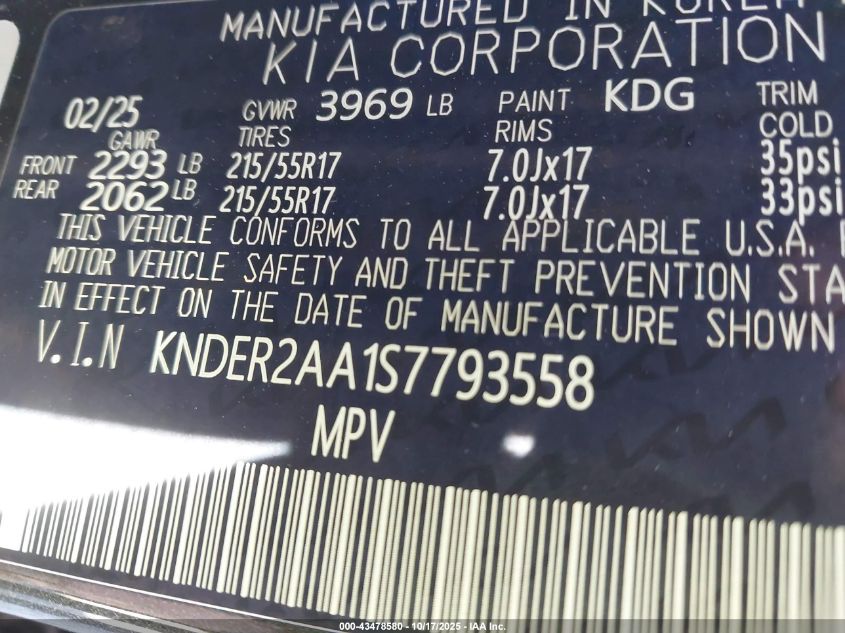 MANUFACTURED IN KOREA
KIA CORPORATION
02/25 GVWR 3969 LB PAINT KDG TRIM
GAWR TIRES RIMS COLD
FRONT 2293 LB 215/55R17 7.0Jx17 35psi
REAR 2062 LB 215/55R17 7.0Jx17 33psi
THIS VEHICLE CONFORMS TO ALL APPLICABLE U.S.A.
MOTOR VEHICLE SAFETY AND THEFT PREVENTION STA
IN EFFECT ON THE DATE OF MANUFACTURE SHOWN
V.I.N KNDER2AA1S7793558
MPV
000-43478580 - 10/17/2025 - IAA Inc.